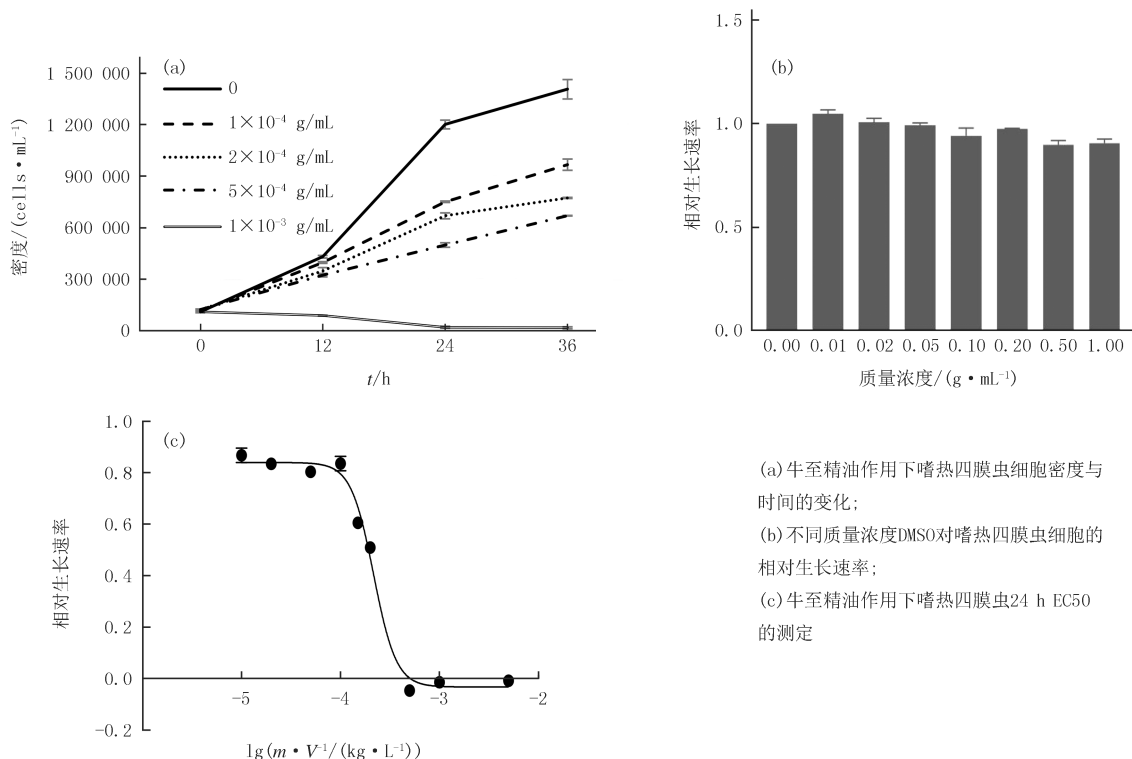 (a)
密度/(cells·mL⁻¹)
1 500 000
1 200 000
900 000
600 000
300 000
0
0
1×10⁻⁴ g/mL
2×10⁻⁴ g/mL
5×10⁻⁴ g/mL
1×10⁻³ g/mL
0 12 24 36
t/h
(b)
相对生长速率
1.5
1.0
0.5
0.0
0.00 0.01 0.02 0.05 0.10 0.20 0.50 1.00
质量浓度/(g·mL⁻¹)
(c)
相对生长速率
1.0
0.8
0.6
0.4
0.2
0.0
-0.2
-5 -4 -3 -2
lg(m·V⁻¹/(kg·L⁻¹))
(a)牛至精油作用下嗜热四膜虫细胞密度与
时间的变化;
(b)不同质量浓度DMSO对嗜热四膜虫细胞的
相对生长速率;
(c)牛至精油作用下嗜热四膜虫24 h EC50
的测定